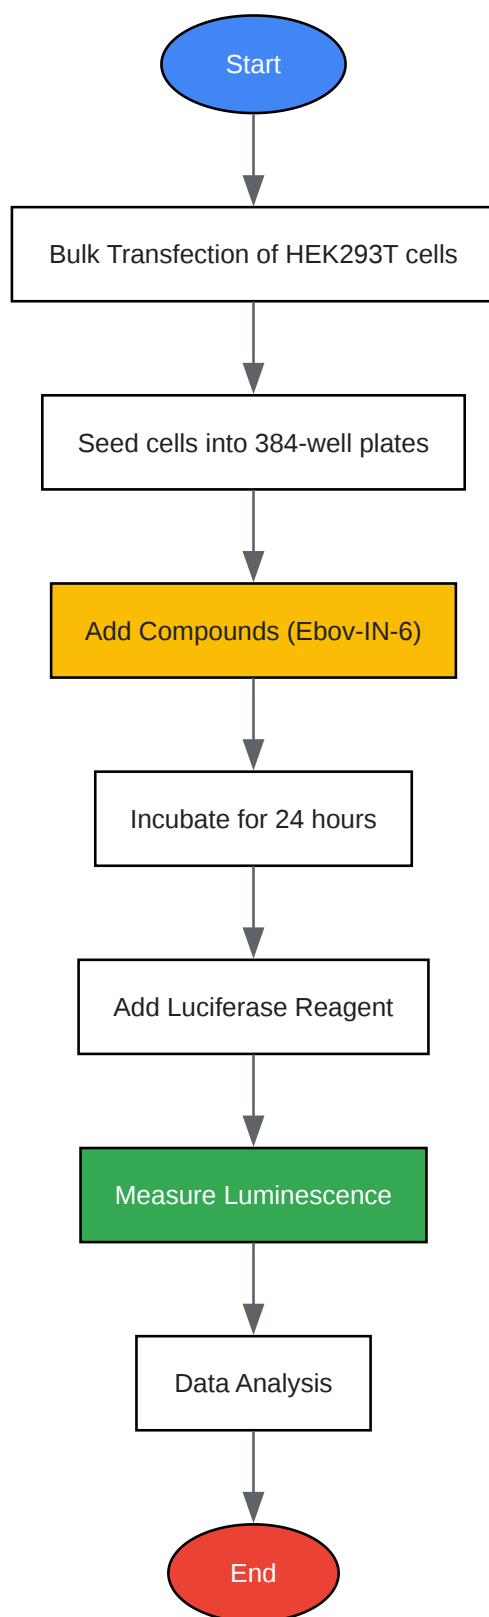 Start
Bulk Transfection of HEK293T cells
Seed cells into 384-well plates
Add Compounds (Ebov-IN-6)
Incubate for 24 hours
Add Luciferase Reagent
Measure Luminescence
Data Analysis
End